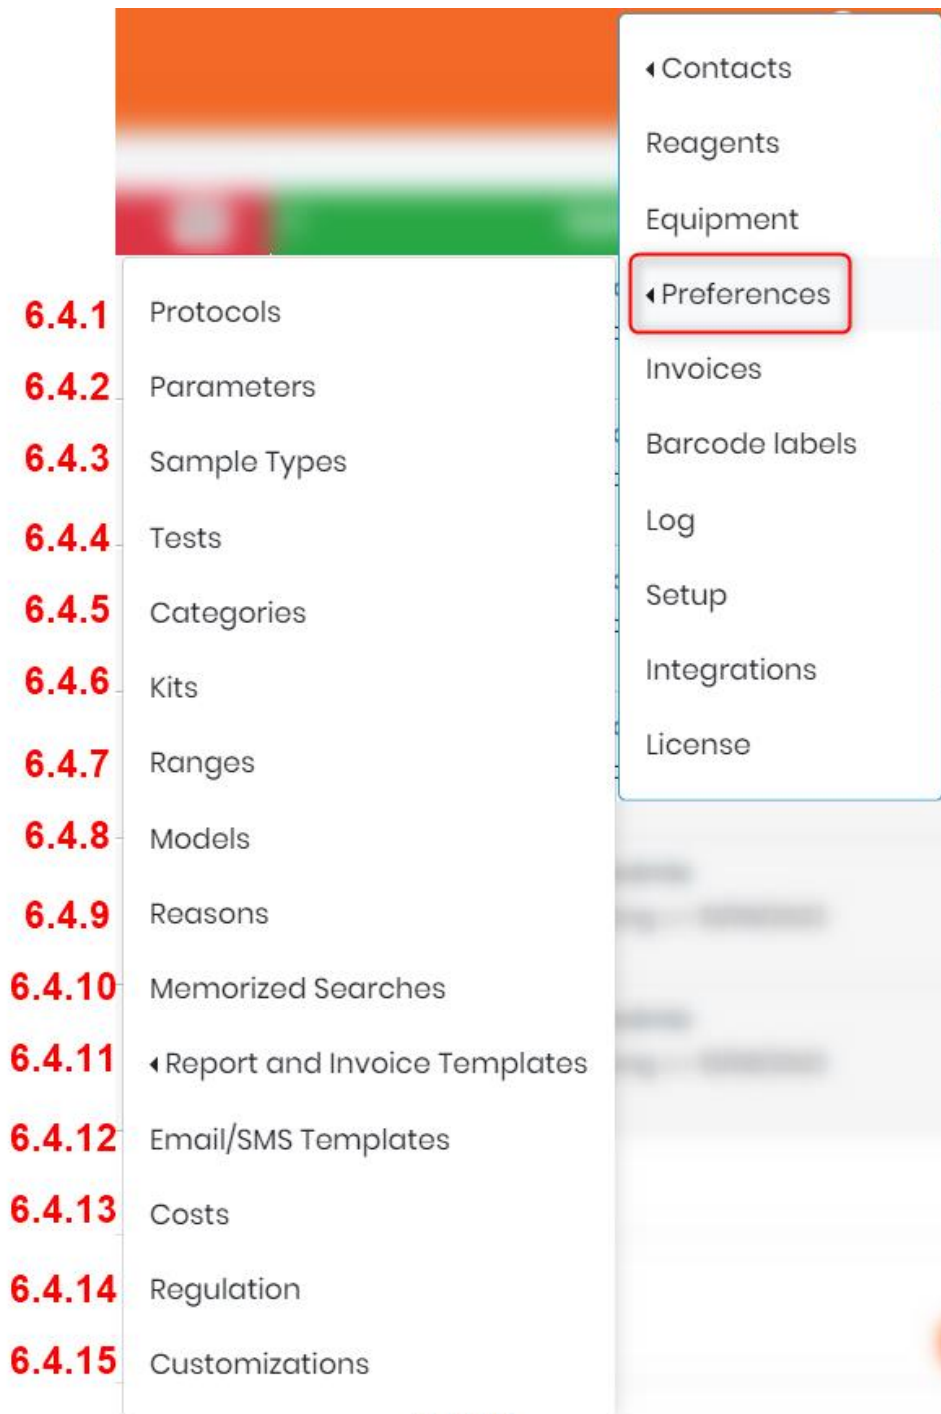 Contacts
Reagents
Equipment
Preferences
Invoices
Barcode labels
Log
Setup
Integrations
License
6.4.1 Protocols
6.4.2 Parameters
6.4.3 Sample Types
6.4.4 Tests
6.4.5 Categories
6.4.6 Kits
6.4.7 Ranges
6.4.8 Models
6.4.9 Reasons
6.4.10 Memorized Searches
6.4.11 Report and Invoice Templates
6.4.12 Email/SMS Templates
6.4.13 Costs
6.4.14 Regulation
6.4.15 Customizations